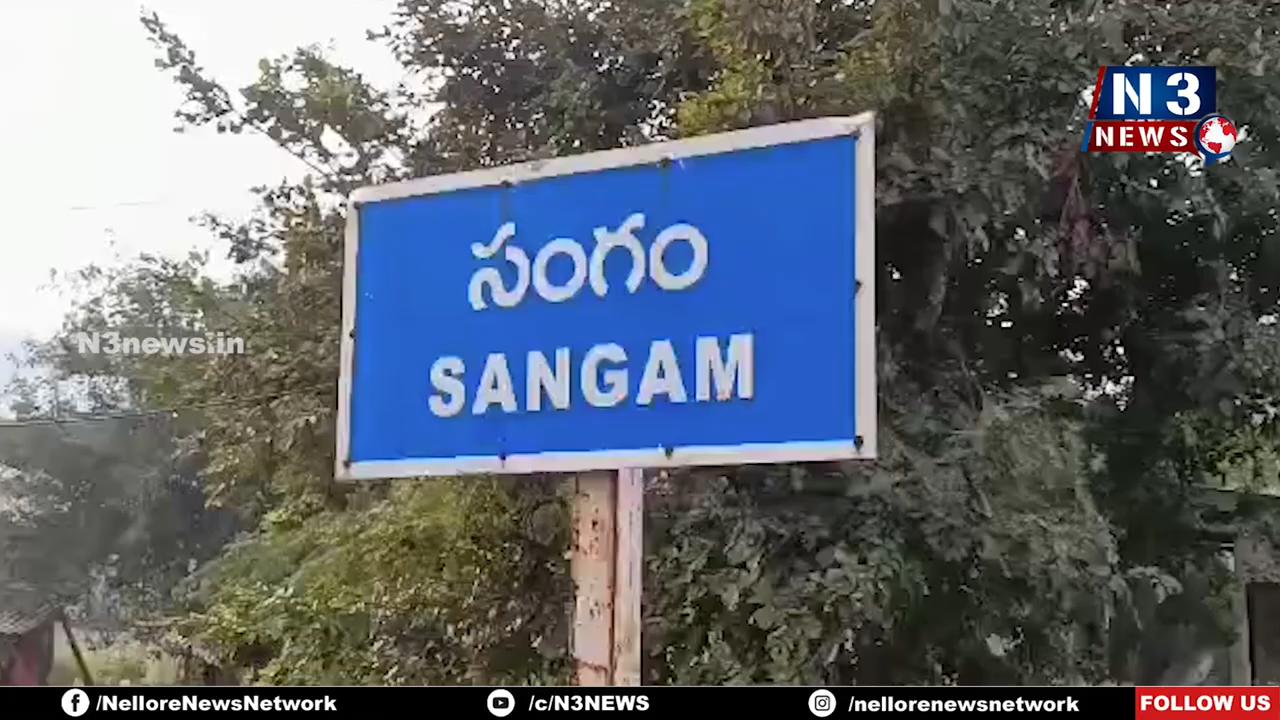 N3
NEWS
సంగం
N3news.in
SANGAM
/NelloreNewsNetwork
/c/N3NEWS
/nellorenewsnetwork
FOLLOW US